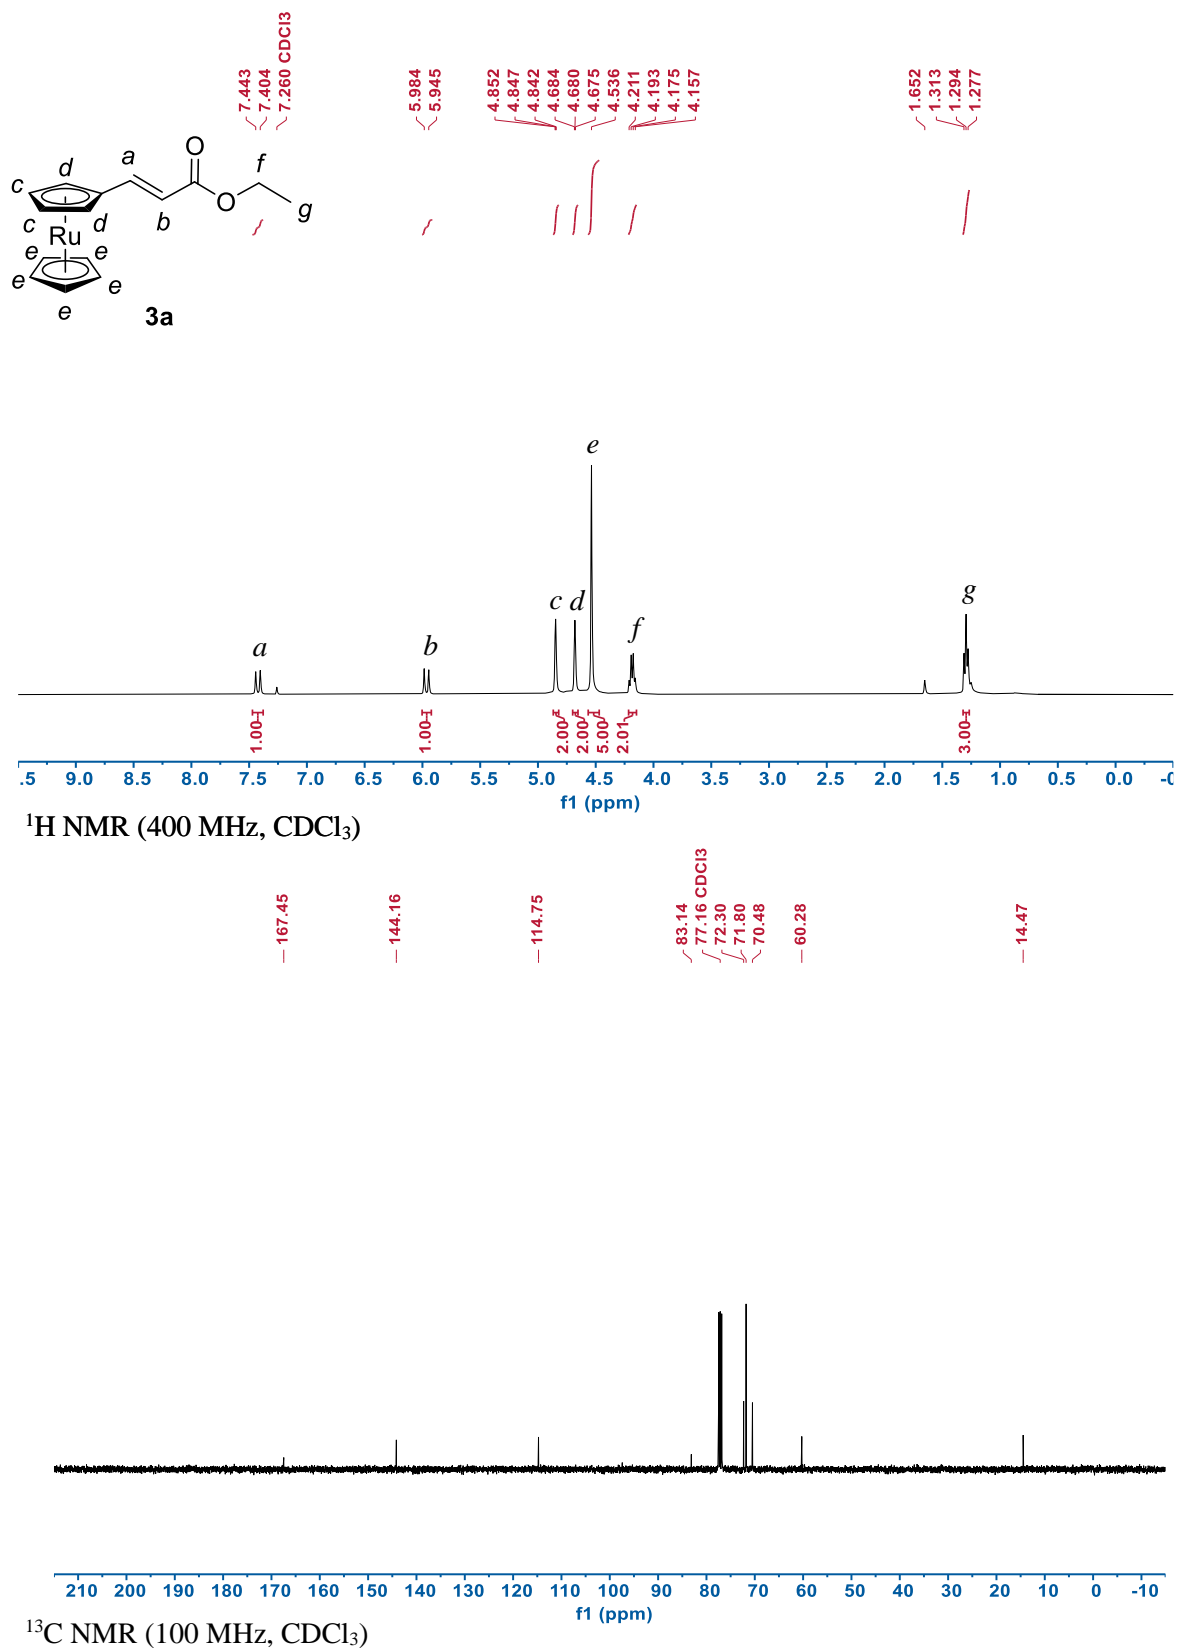 7.443
7.404
7.260 CDCl3
5.984
5.945
4.852
4.847
4.842
4.684
4.680
4.675
4.536
4.211
4.193
4.175
4.157
1.652
1.313
1.294
1.277
O
a
f
d
c
O
g
c
d
b
Ru
e
e
e
e
e
3a
e
c
d
g
f
a
b
1.00
1.00
2.00
2.00
5.00
2.01
3.00
.5 9.0 8.5 8.0 7.5 7.0 6.5 6.0 5.5 5.0 4.5 4.0 3.5 3.0 2.5 2.0 1.5 1.0 0.5 0.0 -0
f1 (ppm)
¹H NMR (400 MHz, CDCl₃)
167.45
144.16
114.75
83.14
77.16 CDCl3
72.30
71.80
70.48
60.28
14.47
210 200 190 180 170 160 150 140 130 120 110 100 90 80 70 60 50 40 30 20 10 0 -10
f1 (ppm)
¹³C NMR (100 MHz, CDCl₃)